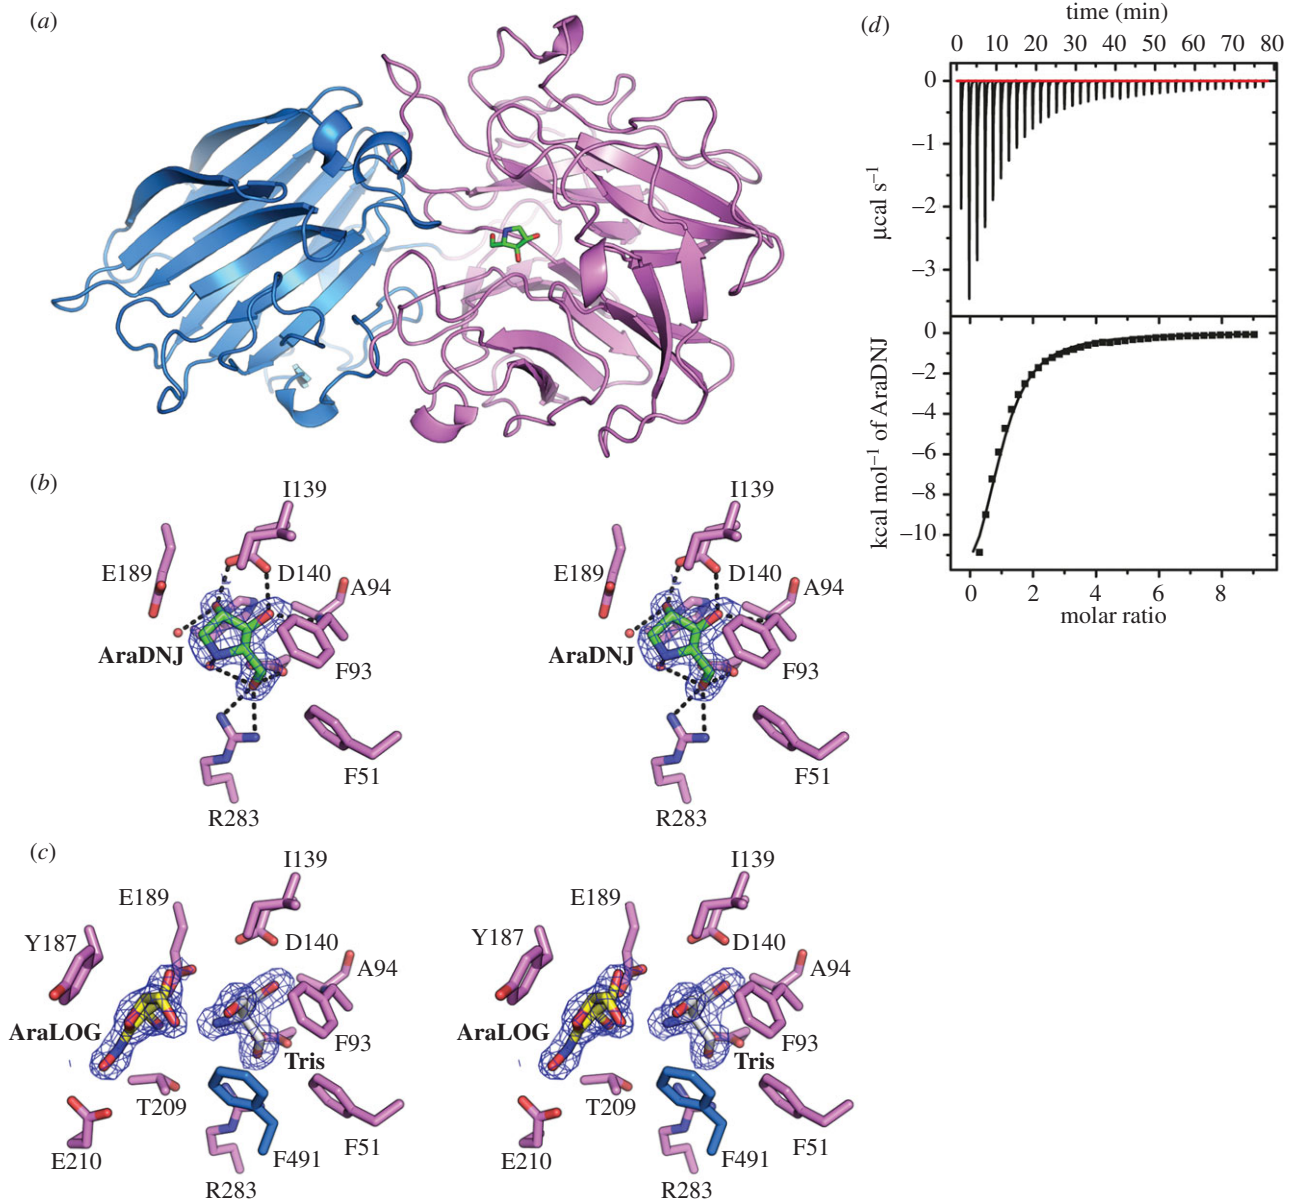 (a)
(b)
I139
E189
D140
A94
AraDNJ
F93
F51
R283
I139
E189
D140
A94
AraDNJ
F93
F51
R283
(c)
I139
E189
Y187
D140
A94
AraLOG
F93
Tris
T209
E210
F491
F51
R283
I139
E189
Y187
D140
A94
AraLOG
F93
Tris
T209
E210
F491
F51
R283
(d)
time (min)
0 10 20 30 40 50 60 70 80
0
−1
−2
−3
µcal s⁻¹
0
−2
−4
−6
−8
−10
kcal mol⁻¹ of AraDNJ
0 2 4 6 8
molar ratio